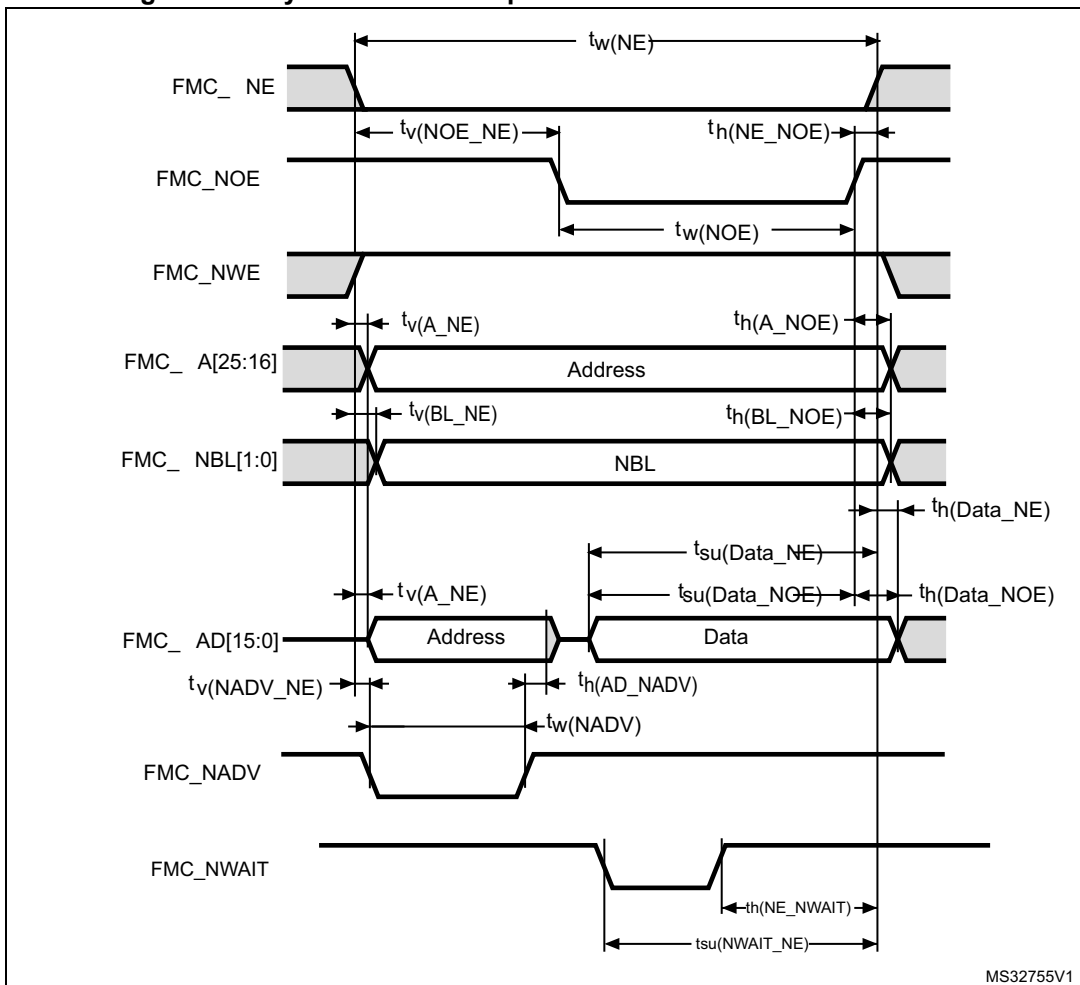 tw(NE)
FMC_ NE
tv(NOE_NE)
th(NE_NOE)
FMC_NOE
tw(NOE)
FMC_NWE
tv(A_NE)
th(A_NOE)
FMC_ A[25:16]
Address
tv(BL_NE)
th(BL_NOE)
FMC_ NBL[1:0]
NBL
th(Data_NE)
tsu(Data_NE)
tv(A_NE)
tsu(Data_NOE)
th(Data_NOE)
FMC_ AD[15:0]
Address
Data
tv(NADV_NE)
th(AD_NADV)
tw(NADV)
FMC_NADV
FMC_NWAIT
th(NE_NWAIT)
tsu(NWAIT_NE)
MS32755V1